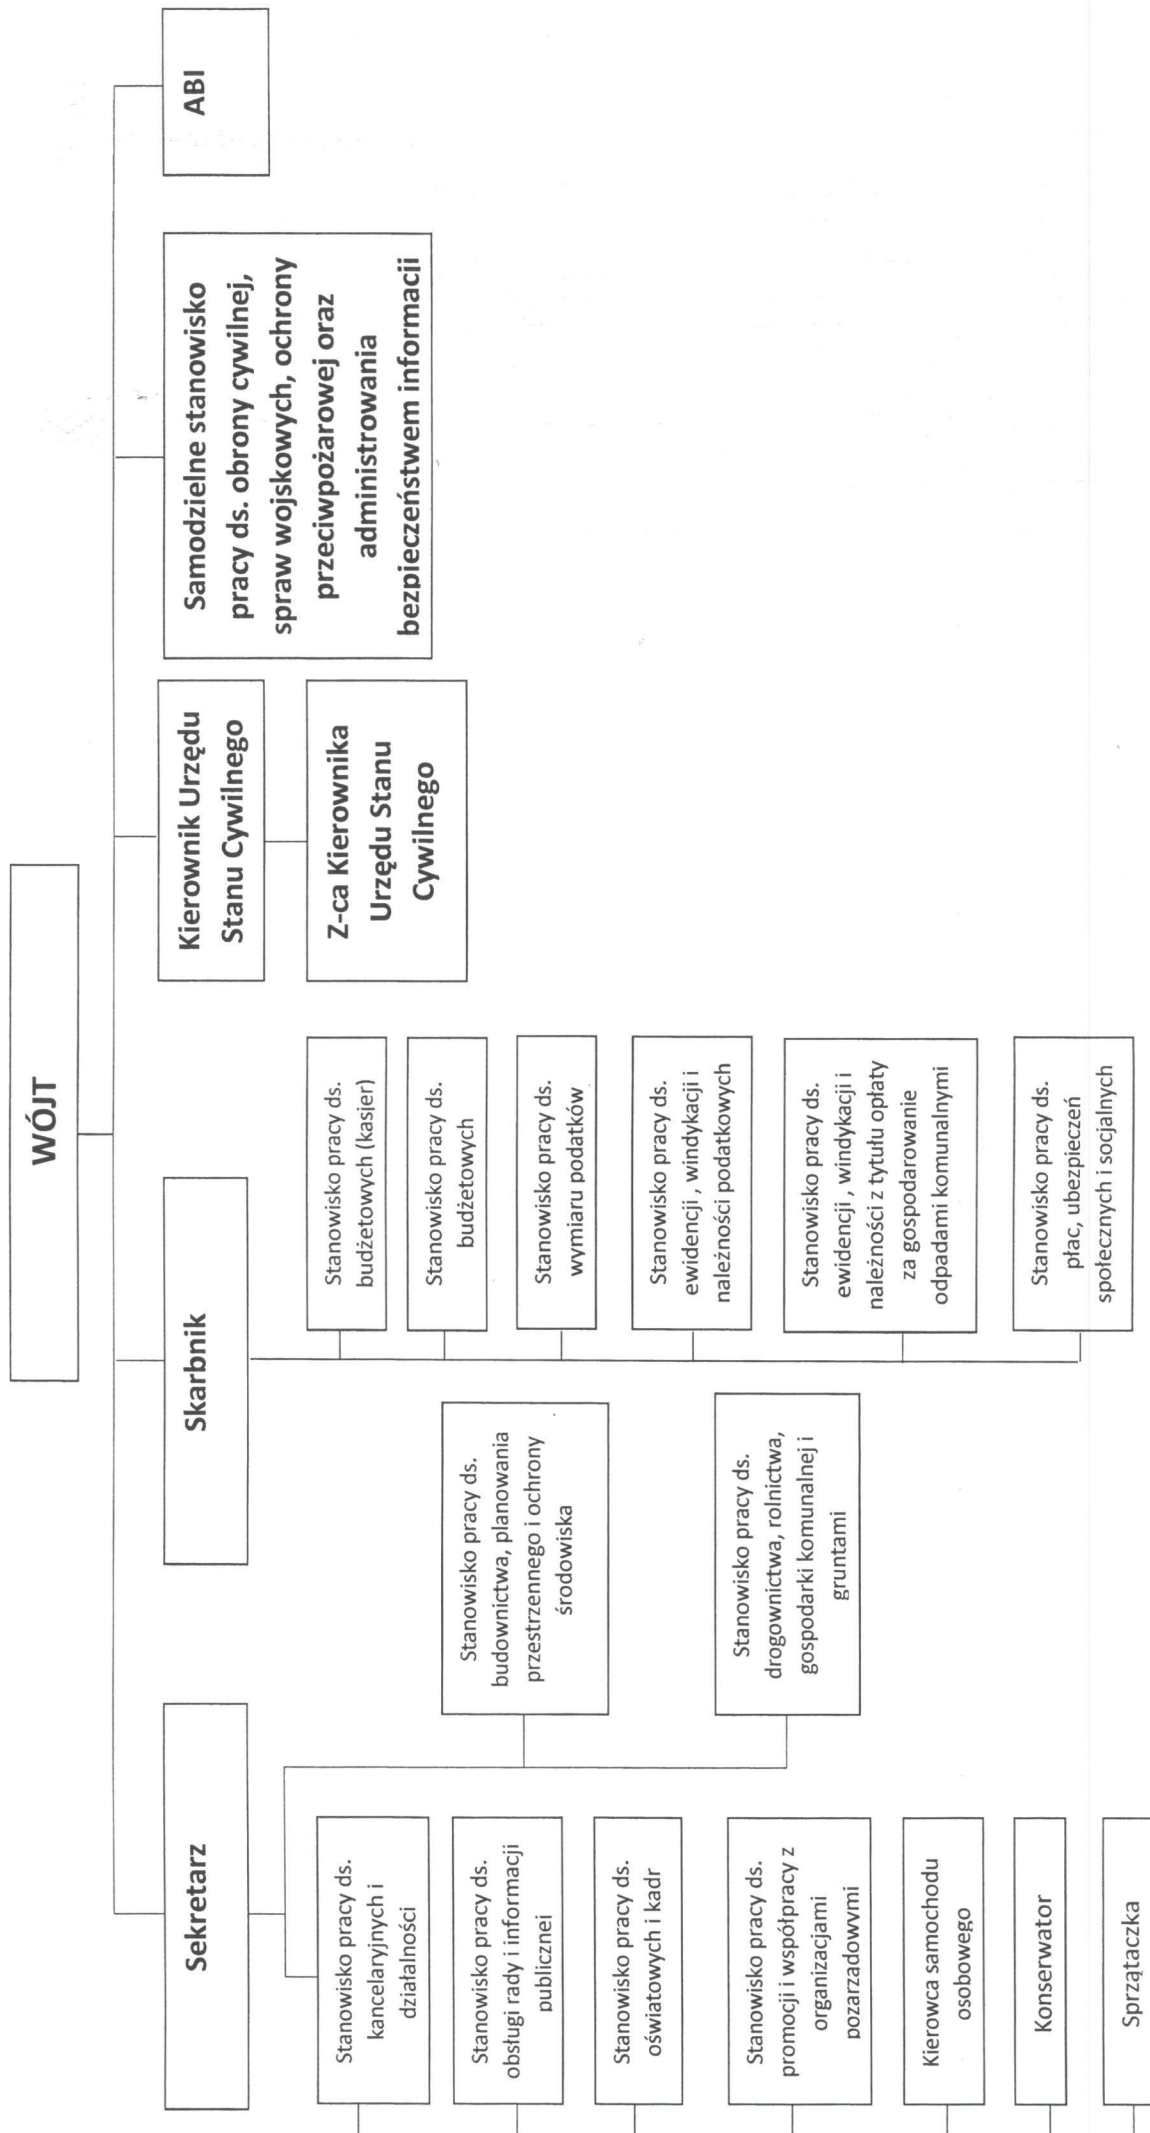 WÓJT
Sekretarz
Skarbnik
Kierownik Urzędu
Stanu Cywilnego
Samodzielne stanowisko
pracy ds. obrony cywilnej,
spraw wojskowych, ochrony
przeciwpożarowej oraz
administrowania
bezpieczeństwem informacji
ABI
Z-ca Kierownika
Urzędu Stanu
Cywilnego
Stanowisko pracy ds.
kancelaryjnych i
działalności
Stanowisko pracy ds.
obsługi rady i informacji
publicznei
Stanowisko pracy ds.
oświatowych i kadr
Stanowisko pracy ds.
promocji i współpracy z
organizacjami
pozarzadowymi
Kierowca samochodu
osobowego
Konserwator
Sprzątaczka
Stanowisko pracy ds.
budownictwa, planowania
przestrzennego i ochrony
środowiska
Stanowisko pracy ds.
drogownictwa, rolnictwa,
gospodarki komunalnej i
gruntami
Stanowisko pracy ds.
budżetowych (kasjer)
Stanowisko pracy ds.
budżetowych
Stanowisko pracy ds.
wymiaru podatków
Stanowisko pracy ds.
ewidencji , windykacji i
należności podatkowych
Stanowisko pracy ds.
ewidencji , windykacji i
należności z tytułu opłaty
za gospodarowanie
odpadami komunalnymi
Stanowisko pracy ds.
płac, ubezpieczeń
społecznych i socjalnych